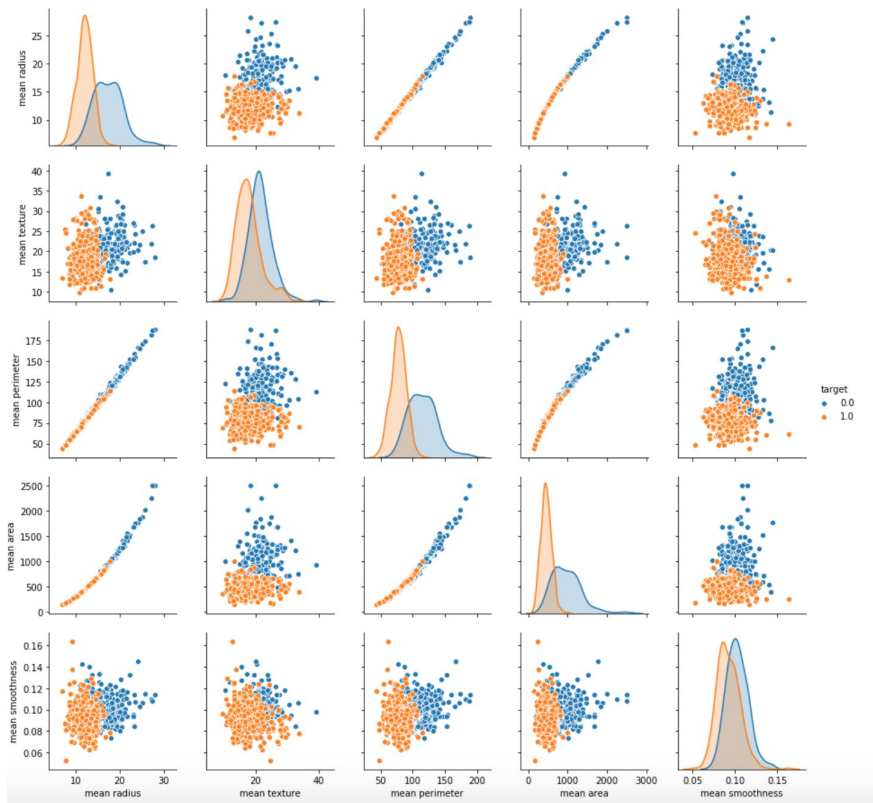 mean radius
25
20
15
10
mean texture
40
35
30
25
20
15
10
mean perimeter
175
150
125
100
75
50
target
0.0
1.0
mean area
2500
2000
1500
1000
500
0
mean smoothness
0.16
0.14
0.12
0.10
0.08
0.06
10 20 30
20 40
50 100 150 200
0 1000 2000 3000
0.05 0.10 0.15
mean radius mean texture mean perimeter mean area mean smoothness